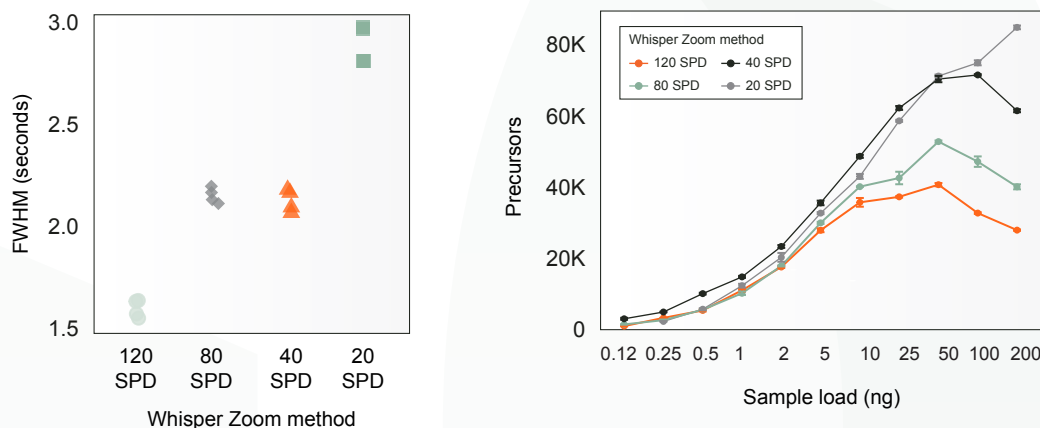 3.0
2.5
2.0
1.5
FWHM (seconds)
120
SPD
80
SPD
40
SPD
20
SPD
Whisper Zoom method
80K
60K
40K
20K
0
Precursors
Whisper Zoom method
120 SPD
40 SPD
80 SPD
20 SPD
0.12 0.25 0.5 1 2 5 10 25 50 100 200
Sample load (ng)